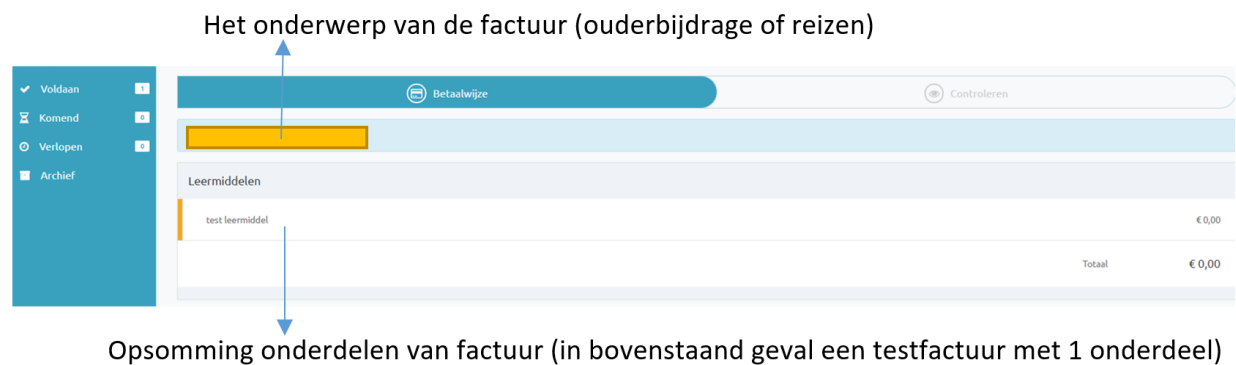 Het onderwerp van de factuur (ouderbijdrage of reizen)
Voldaan 1
Komend 0
Verlopen 0
Archief
Betaalwijze
Controleren
Leermiddelen
test leermiddel € 0,00
Totaal € 0,00
Opsomming onderdelen van factuur (in bovenstaand geval een testfactuur met 1 onderdeel)